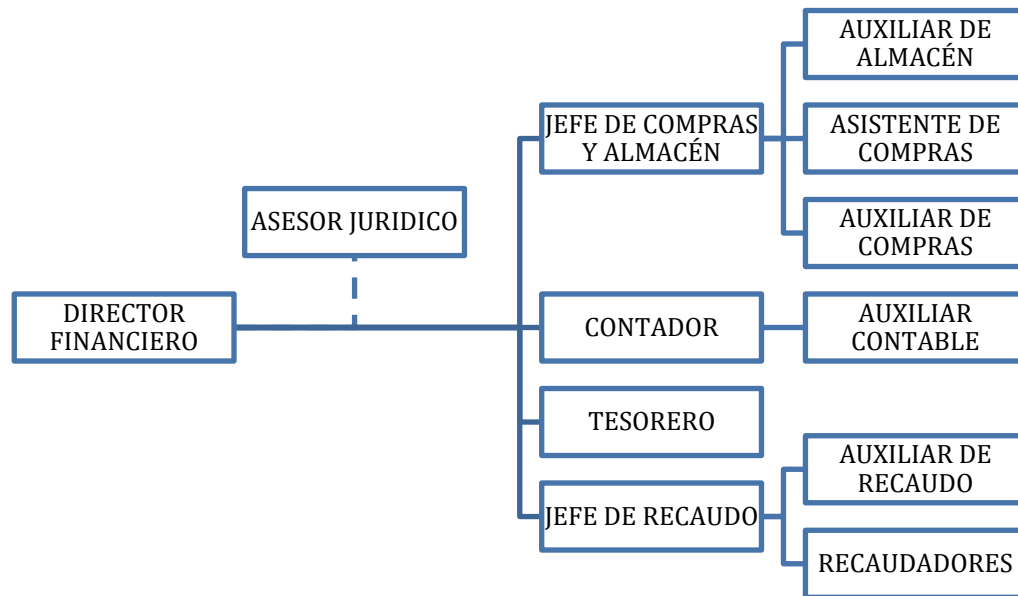 AUXILIAR DE
ALMACÉN
JEFE DE COMPRAS
Y ALMACÉN
ASISTENTE DE
COMPRAS
ASESOR JURIDICO
AUXILIAR DE
COMPRAS
DIRECTOR
FINANCIERO
CONTADOR
AUXILIAR
CONTABLE
TESORERO
AUXILIAR DE
RECAUDO
JEFE DE RECAUDO
RECAUDADORES